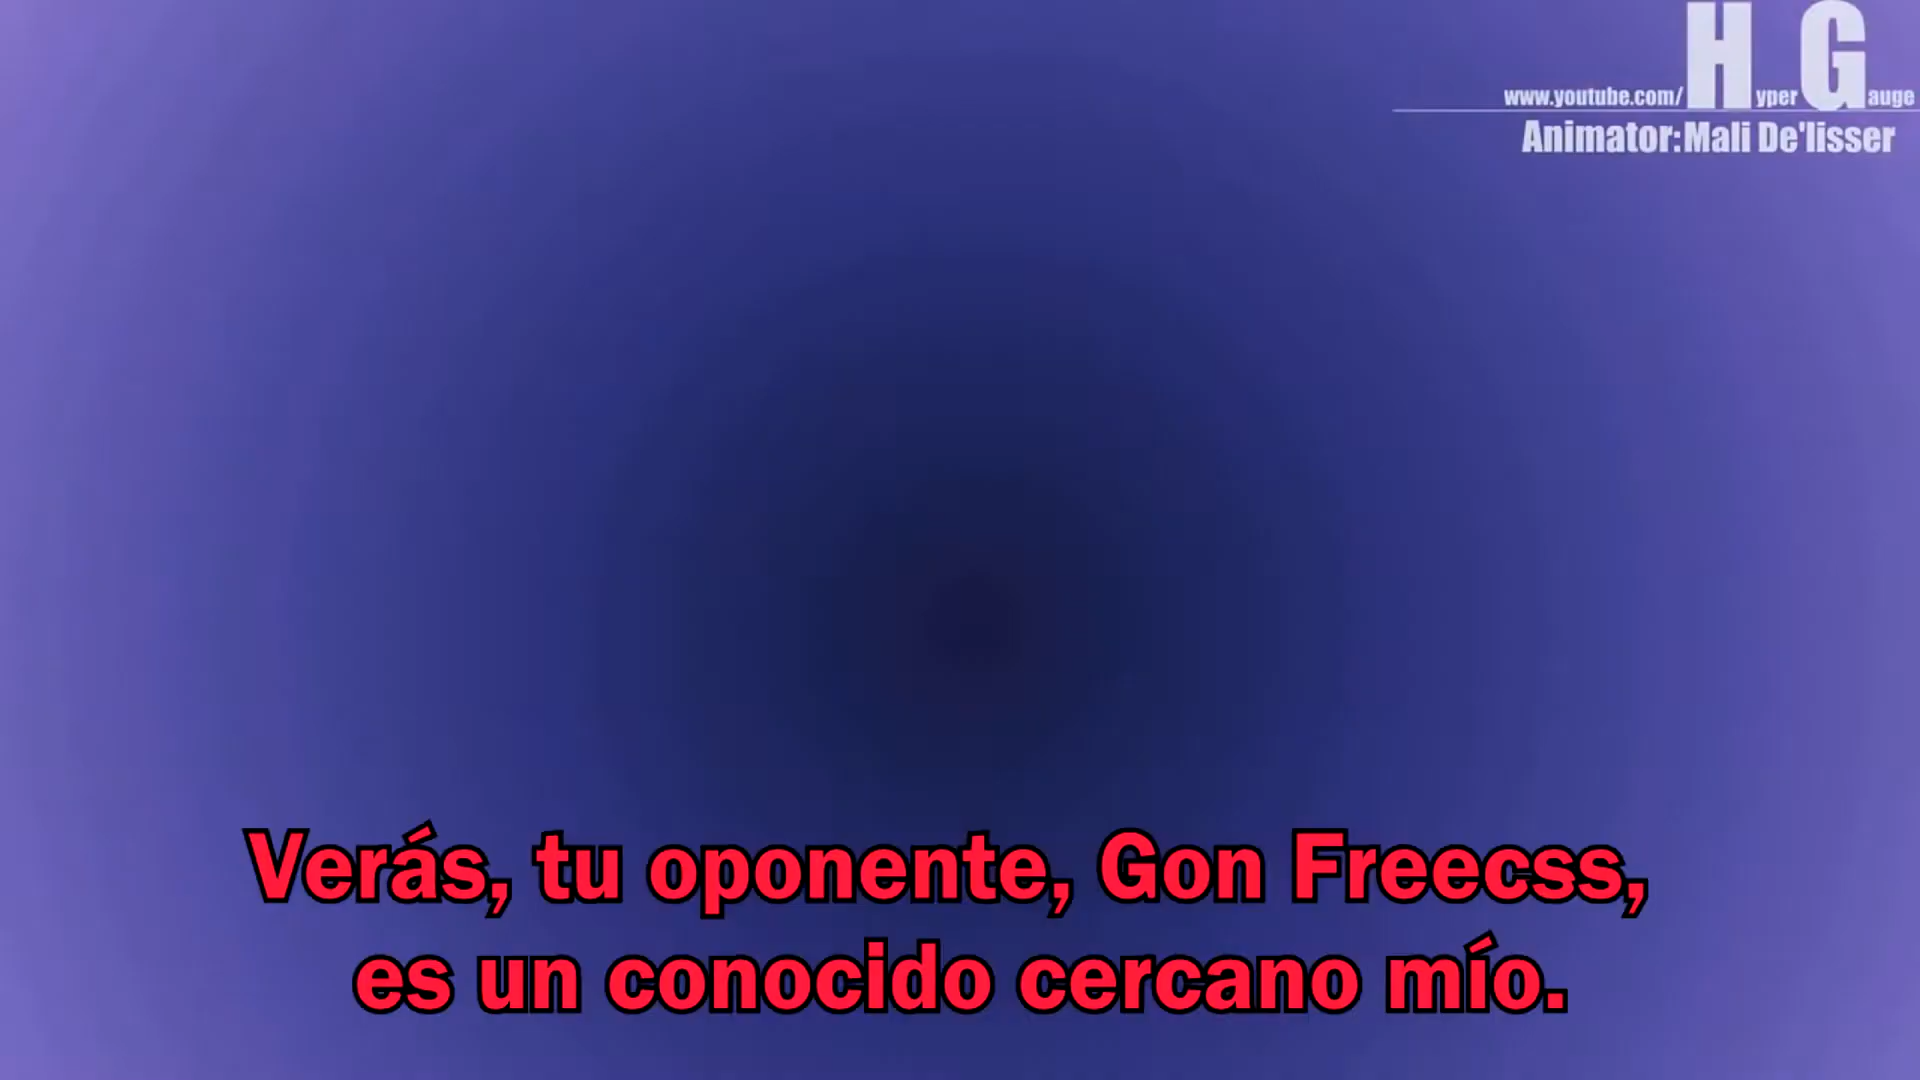 www.youtube.com/HyperGauge
Animator:Mali De'lisser
Verás, tu oponente, Gon Freecss,
es un conocido cercano mío.